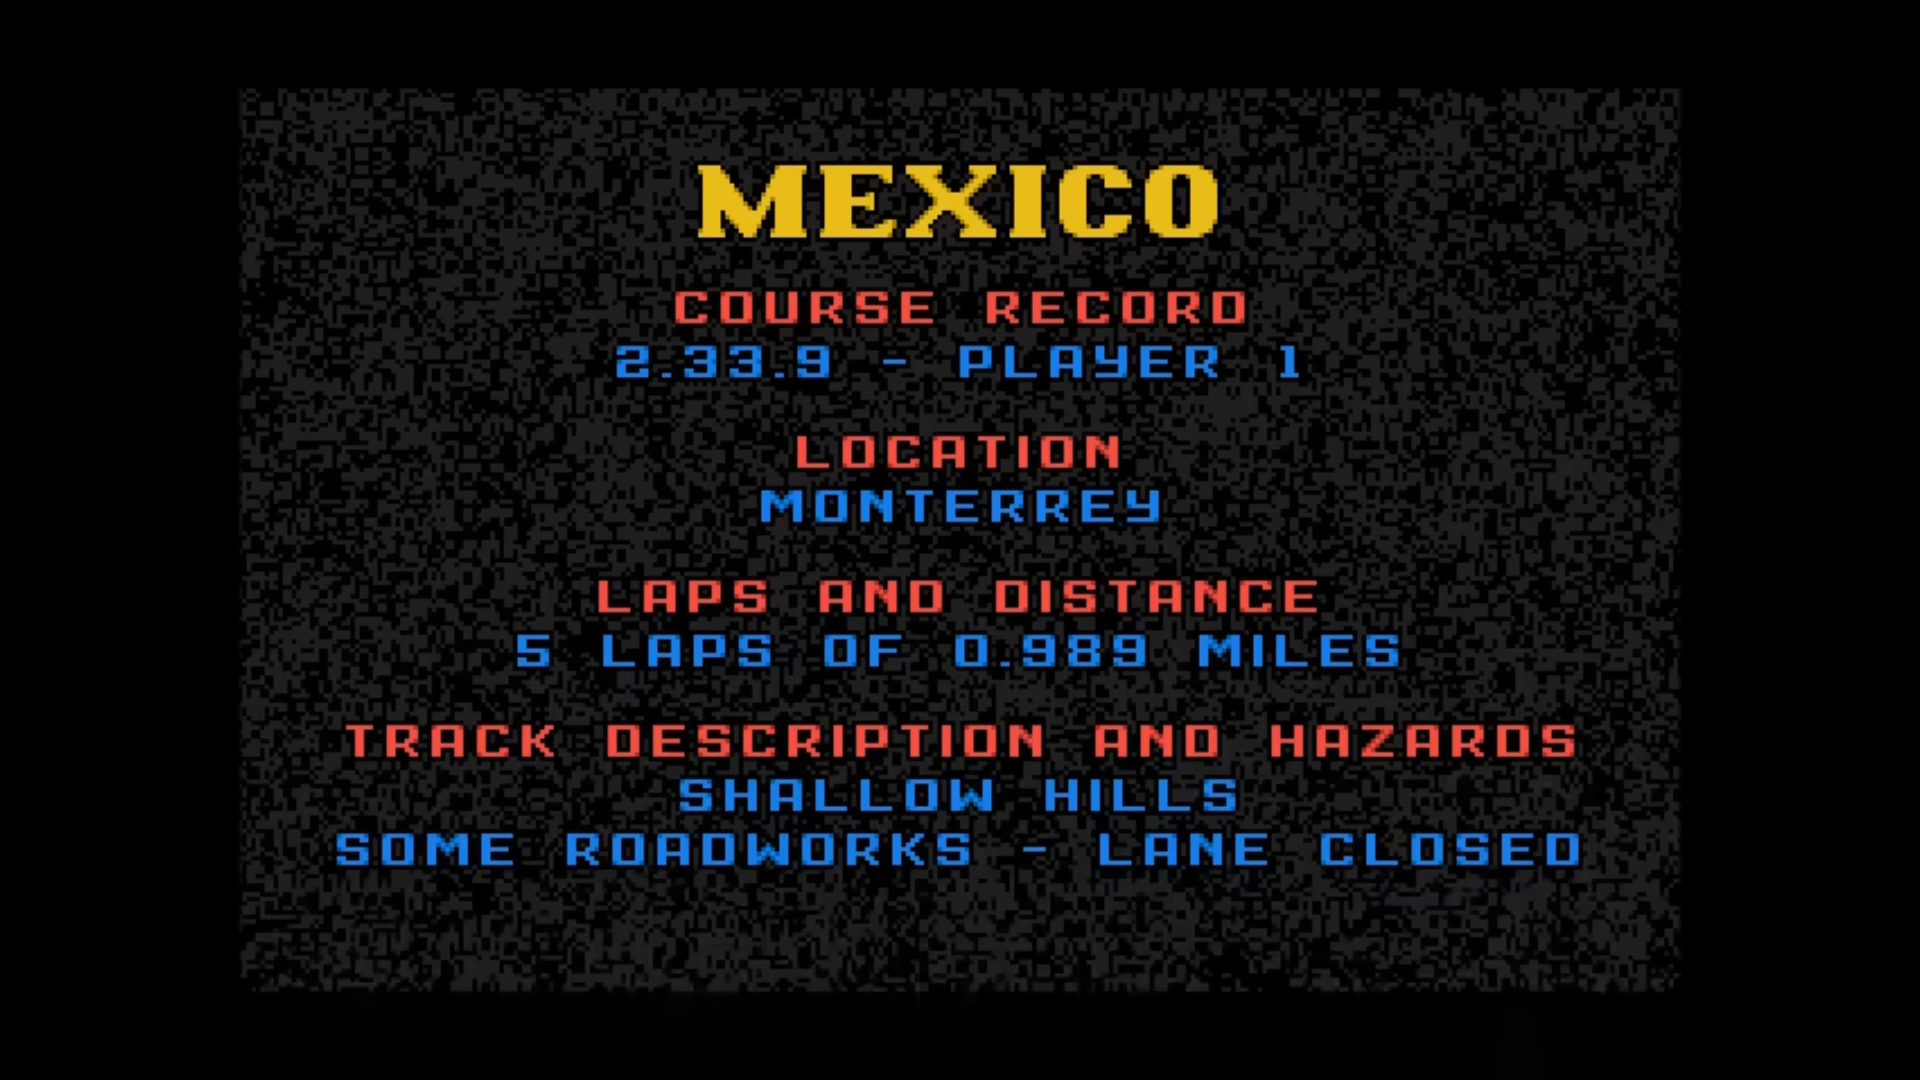 MEXICO
COURSE RECORD
2.33.9 - PLAYER 1
LOCATION
MONTERREY
LAPS AND DISTANCE
5 LAPS OF 0.989 MILES
TRACK DESCRIPTION AND HAZARDS
SHALLOW HILLS
SOME ROADWORKS - LANE CLOSED